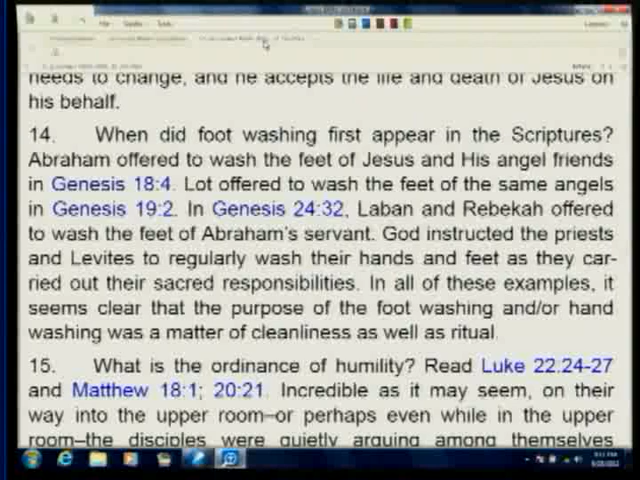 needs to change, and he accepts the life and death of Jesus on
his behalf.
14. When did foot washing first appear in the Scriptures?
Abraham offered to wash the feet of Jesus and His angel friends
in Genesis 18:4. Lot offered to wash the feet of the same angels
in Genesis 19:2. In Genesis 24:32, Laban and Rebekah offered
to wash the feet of Abraham's servant. God instructed the priests
and Levites to regularly wash their hands and feet as they car-
ried out their sacred responsibilities. In all of these examples, it
seems clear that the purpose of the foot washing and/or hand
washing was a matter of cleanliness as well as ritual.
15. What is the ordinance of humility? Read Luke 22.24-27
and Matthew 18:1; 20:21. Incredible as it may seem, on their
way into the upper room–or perhaps even while in the upper
room–the disciples were quietly arguing among themselves